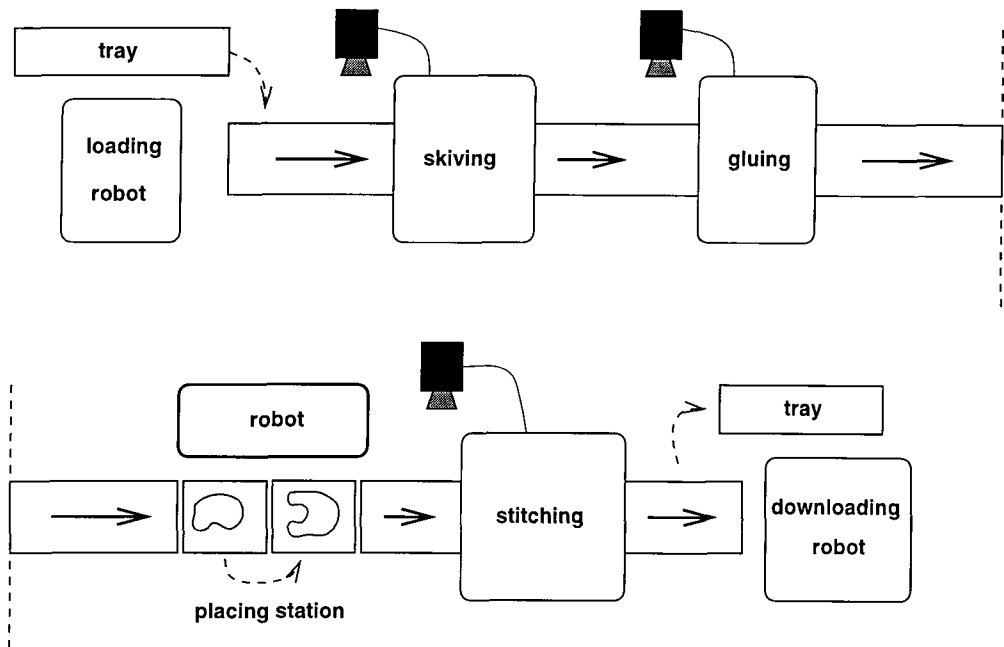 tray
loading
robot
skiving
gluing
robot
tray
stitching
downloading
robot
placing station